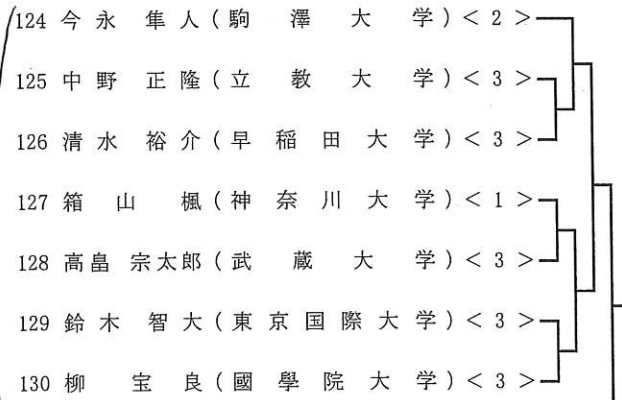 124 今永 隼人 (駒澤大学) < 2 >
125 中野 正隆 (立教大学) < 3 >
126 清水 裕介 (早稲田大学) < 3 >
127 箱山 楓 (神奈川大学) < 1 >
128 高畠 宗太郎 (武蔵大学) < 3 >
129 鈴木 智大 (東京国際大学) < 3 >
130 柳 宝良 (國學院大学) < 3 >